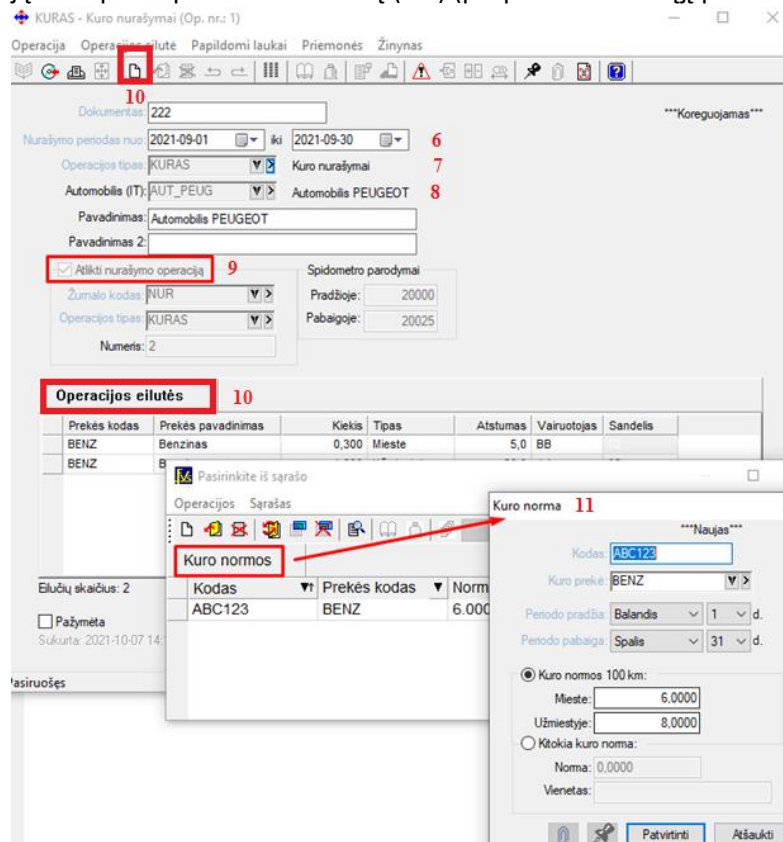 KURAS - Kuro nurašymai (Op. nr.: 1)
Operacija Operacijos eilutė Papildomi laukai Priemonės Žinynas
10
Dokumentas: 222 ***Koreguojamas***
Nurašymo periodas nuo: 2021-09-01 iki 2021-09-30 6
Operacijos tipas: KURAS Kuro nurašymai 7
Automobilis (IT): AUT_PEUG Automobilis PEUGEOT 8
Pavadinimas: Automobilis PEUGEOT
Pavadinimas 2:
Atlikti nurašymo operaciją 9 Spidometro parodymai
Žurnalo kodas: NUR Pradžioje: 20000
Operacijos tipas: KURAS Pabaigoje: 20025
Numeris: 2
Operacijos eilutės 10
Prekės kodas Prekės pavadinimas Kiekis Tipas Atstumas Vairuotojas Sandelis
BENZ Benzinas 0,300 Mieste 5,0 BB
BENZ B
Pasirinkite iš sąrašo
Operacijos Sąrašas
Kuro normos
Kodas Prekės kodas Norm
ABC123 BENZ 6.000
Kuro norma 11
***Naujas***
Kodas: ABC123
Kuro prekė: BENZ
Periodo pradžia: Balandis 1 d.
Periodo pabaiga: Spalis 31 d.
Kuro normos 100 km:
Mieste: 6,0000
Užmiestyje: 8,0000
Kitokia kuro norma:
Norma: 0,0000
Vienetas:
Patvirtinti Atšaukti
Eilučių skaičius: 2
Pažymėta
Sukurta: 2021-10-07 14:
Pasiruošęs